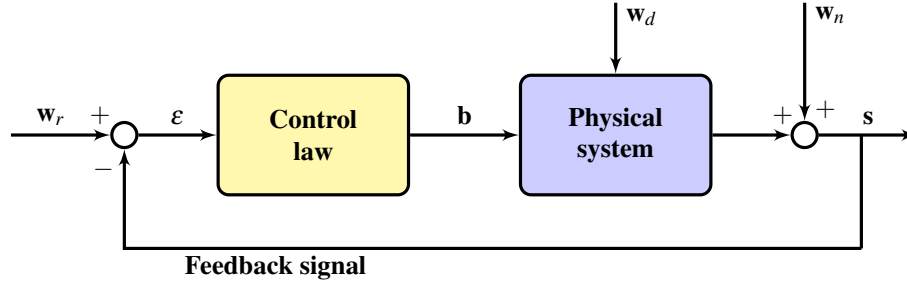 w_d
w_n
w_r
+
ε
Control
law
b
Physical
system
+
+
s
−
Feedback signal